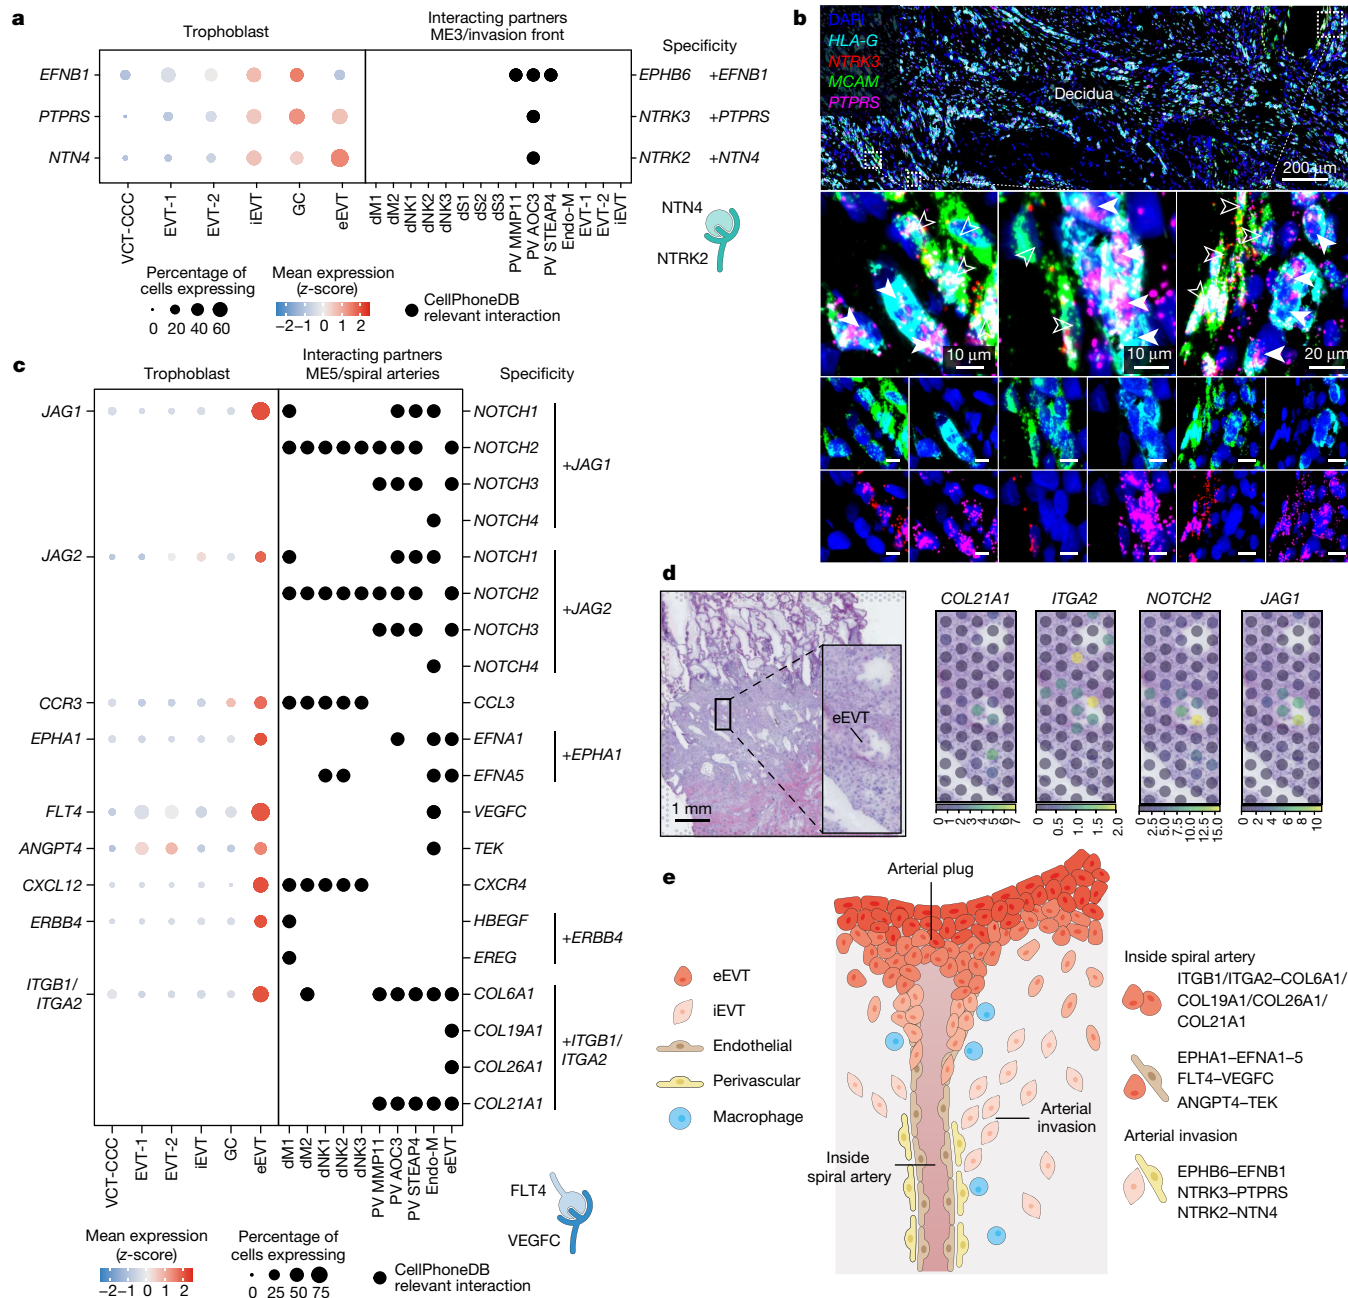 a
Trophoblast
Interacting partners
ME3/invasion front
Specificity
EFNB1
PTPRS
NTN4
EPHB6 +EFNB1
NTRK3 +PTPRS
NTRK2 +NTN4
VCT-CCC
EVT-1
EVT-2
iEVT
GC
eEVT
dM1
dM2
dNK1
dNK2
dNK3
dS1
dS2
dS3
PV MMP11
PV AOC3
PV STEAP4
Endo-M
EVT-1
EVT-2
iEVT
NTN4
NTRK2
Percentage of
cells expressing
0 20 40 60
Mean expression
(z-score)
−2 −1 0 1 2
CellPhoneDB
relevant interaction
b
DAPI
HLA-G
NTRK3
MCAM
PTPRS
Decidua
200 μm
10 μm
10 μm
20 μm
c
Trophoblast
Interacting partners
ME5/spiral arteries
Specificity
JAG1
JAG2
CCR3
EPHA1
FLT4
ANGPT4
CXCL12
ERBB4
ITGB1/
ITGA2
NOTCH1
NOTCH2
NOTCH3
NOTCH4
+JAG1
NOTCH1
NOTCH2
NOTCH3
NOTCH4
+JAG2
CCL3
EFNA1
EFNA5
+EPHA1
VEGFC
TEK
CXCR4
HBEGF
EREG
+ERBB4
COL6A1
COL19A1
COL26A1
COL21A1
+ITGB1/
ITGA2
VCT-CCC
EVT-1
EVT-2
iEVT
GC
eEVT
dM1
dM2
dNK1
dNK2
dNK3
PV MMP11
PV AOC3
PV STEAP4
Endo-M
eEVT
FLT4
VEGFC
Mean expression
(z-score)
−2 −1 0 1 2
Percentage of
cells expressing
0 25 50 75
CellPhoneDB
relevant interaction
d
eEVT
1 mm
COL21A1
0 1 2 3 4 5 6 7
ITGA2
0 0.5 1.0 1.5 2.0
NOTCH2
0 2.5 5.0 7.5 10.0 12.5 15.0
JAG1
0 2 4 6 8 10
e
Arterial plug
eEVT
iEVT
Endothelial
Perivascular
Macrophage
Inside
spiral artery
Arterial
invasion
Inside spiral artery
ITGB1/ITGA2–COL6A1/
COL19A1/COL26A1/
COL21A1
EPHA1–EFNA1–5
FLT4–VEGFC
ANGPT4–TEK
Arterial invasion
EPHB6–EFNB1
NTRK3–PTPRS
NTRK2–NTN4